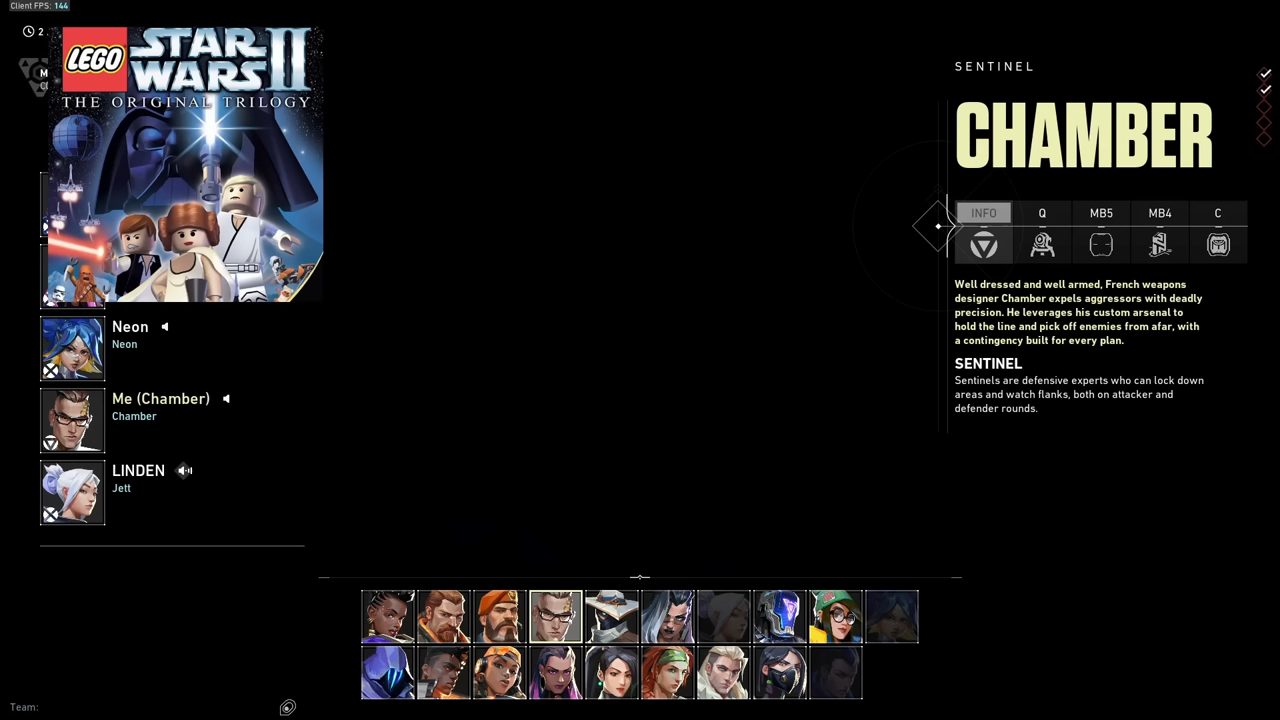 Client FPS: 144
2
M
CO
LEGO
STAR
WARS II
THE ORIGINAL TRILOGY
Neon
Neon
Me (Chamber)
Chamber
LINDEN
Jett
SENTINEL
CHAMBER
INFO Q MB5 MB4 C
Well dressed and well armed, French weapons
designer Chamber expels aggressors with deadly
precision. He leverages his custom arsenal to
hold the line and pick off enemies from afar, with
a contingency built for every plan.
SENTINEL
Sentinels are defensive experts who can lock down
areas and watch flanks, both on attacker and
defender rounds.
Team: